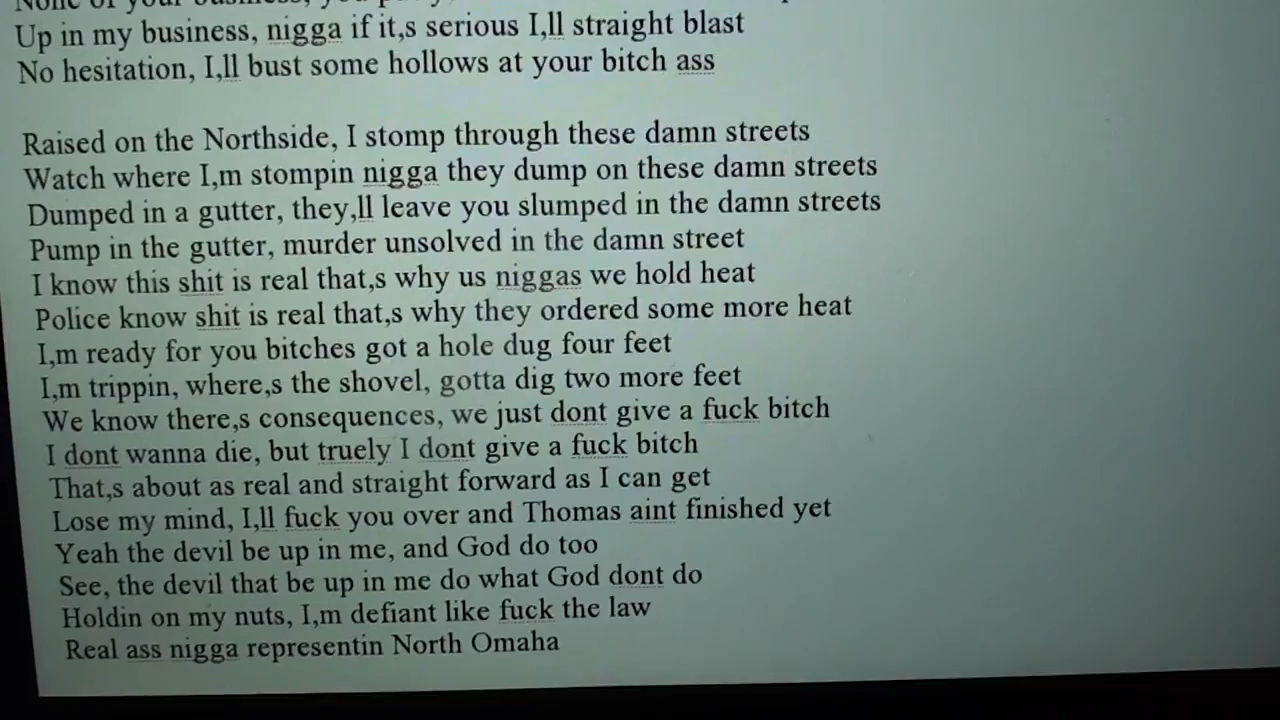 None of your business, you
Up in my business, nigga if it,s serious I,ll straight blast
No hesitation, I,ll bust some hollows at your bitch ass
Raised on the Northside, I stomp through these damn streets
Watch where I,m stompin nigga they dump on these damn streets
Dumped in a gutter, they,ll leave you slumped in the damn streets
Pump in the gutter, murder unsolved in the damn street
I know this shit is real that,s why us niggas we hold heat
Police know shit is real that,s why they ordered some more heat
I,m ready for you bitches got a hole dug four feet
I,m trippin, where,s the shovel, gotta dig two more feet
We know there,s consequences, we just dont give a fuck bitch
I dont wanna die, but truely I dont give a fuck bitch
That,s about as real and straight forward as I can get
Lose my mind, I,ll fuck you over and Thomas aint finished yet
Yeah the devil be up in me, and God do too
See, the devil that be up in me do what God dont do
Holdin on my nuts, I,m defiant like fuck the law
Real ass nigga representin North Omaha